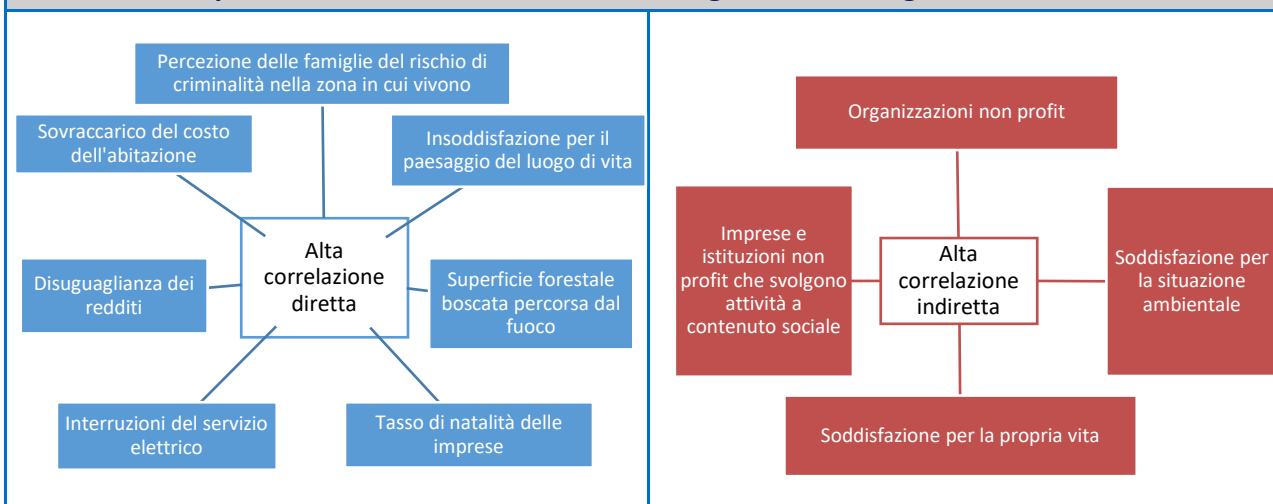 Percezione delle famiglie del rischio di
criminalità nella zona in cui vivono
Sovraccarico del costo
dell'abitazione
Insoddisfazione per il
paesaggio del luogo di vita
Alta
correlazione
diretta
Disuguaglianza dei
redditi
Superficie forestale
boscata percorsa dal
fuoco
Interruzioni del servizio
elettrico
Tasso di natalità delle
imprese
Organizzazioni non profit
Imprese e
istituzioni non
profit che svolgono
attività a
contenuto sociale
Alta
correlazione
indiretta
Soddisfazione per
la situazione
ambientale
Soddisfazione per la propria vita